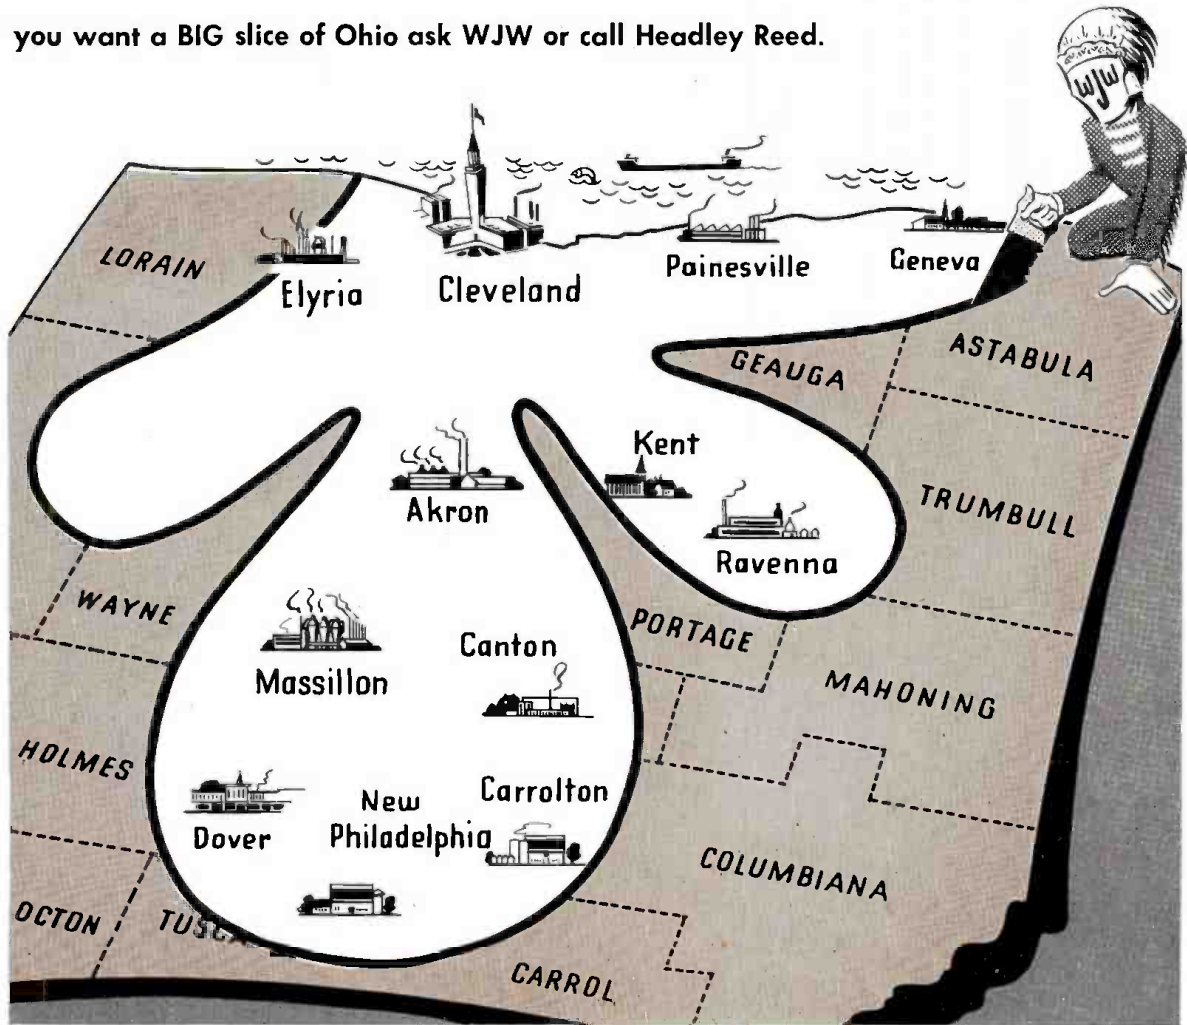 you want a BIG slice of Ohio ask WJW or call Headley Reed.
WJW
LORAIN
Elyria
Cleveland
Painesville
Geneva
GEAUGA
ASTABULA
Kent
Akron
TRUMBULL
Ravenna
WAYNE
PORTAGE
Canton
Massillon
MAHONING
HOLMES
Carrolton
New
Philadelphia
Dover
COLUMBIANA
OCTON
CARROL